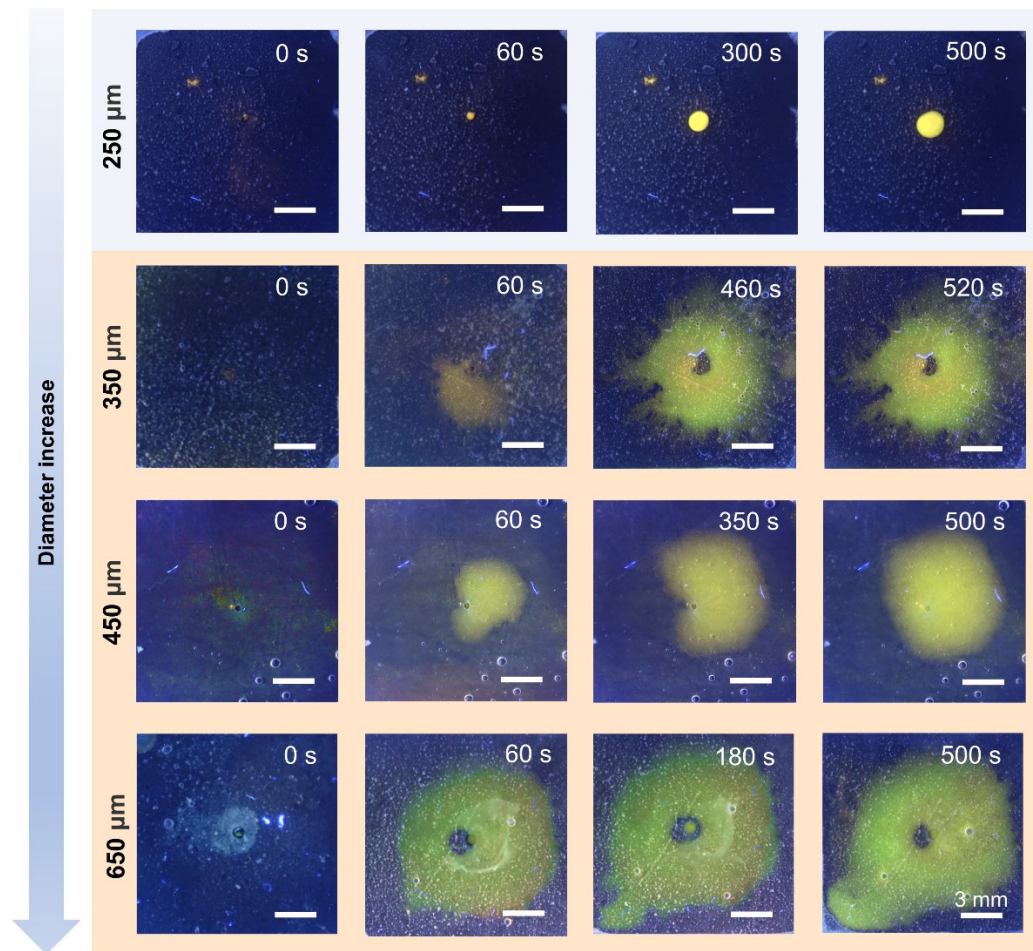 Diameter increase
250 µm
0 s
60 s
300 s
500 s
350 µm
0 s
60 s
460 s
520 s
450 µm
0 s
60 s
350 s
500 s
650 µm
0 s
60 s
180 s
500 s
3 mm